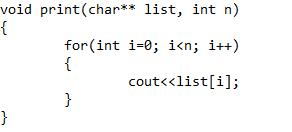 void print(char** list, int n)
{
for(int i=0; i<n; i++)
{
cout<<list[i];
}
}